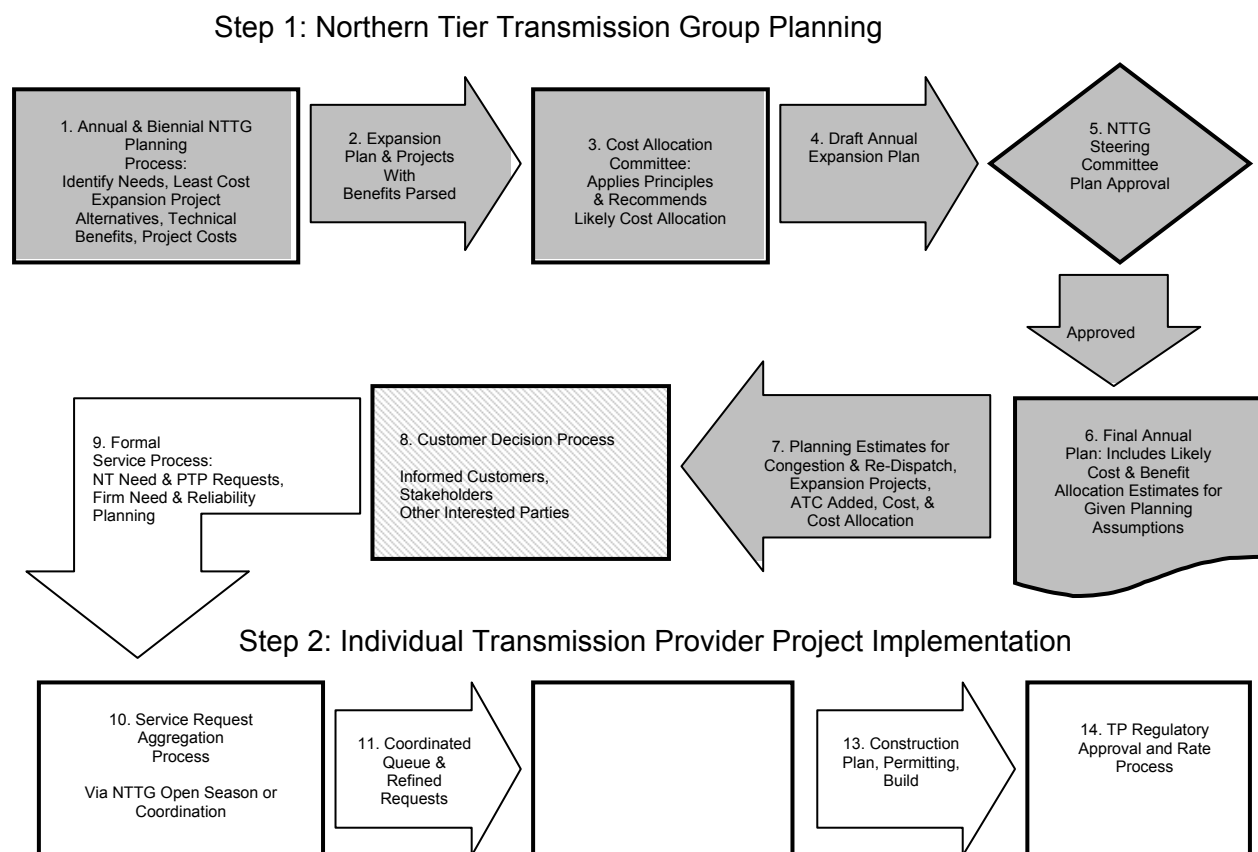 Step 1: Northern Tier Transmission Group Planning
1. Annual & Biennial NTTG
Planning
Process:
Identify Needs, Least Cost
Expansion Project
Alternatives, Technical
Benefits, Project Costs
2. Expansion
Plan & Projects
With
Benefits Parsed
3. Cost Allocation
Committee:
Applies Principles
& Recommends
Likely Cost Allocation
4. Draft Annual
Expansion Plan
5. NTTG
Steering
Committee
Plan Approval
Approved
6. Final Annual
Plan: Includes Likely
Cost & Benefit
Allocation Estimates for
Given Planning
Assumptions
7. Planning Estimates for
Congestion & Re-Dispatch,
Expansion Projects,
ATC Added, Cost, &
Cost Allocation
8. Customer Decision Process
Informed Customers,
Stakeholders
Other Interested Parties
9. Formal
Service Process:
NT Need & PTP Requests,
Firm Need & Reliability
Planning
Step 2: Individual Transmission Provider Project Implementation
10. Service Request
Aggregation
Process
Via NTTG Open Season or
Coordination
11. Coordinated
Queue &
Refined
Requests
13. Construction
Plan, Permitting,
Build
14. TP Regulatory
Approval and Rate
Process